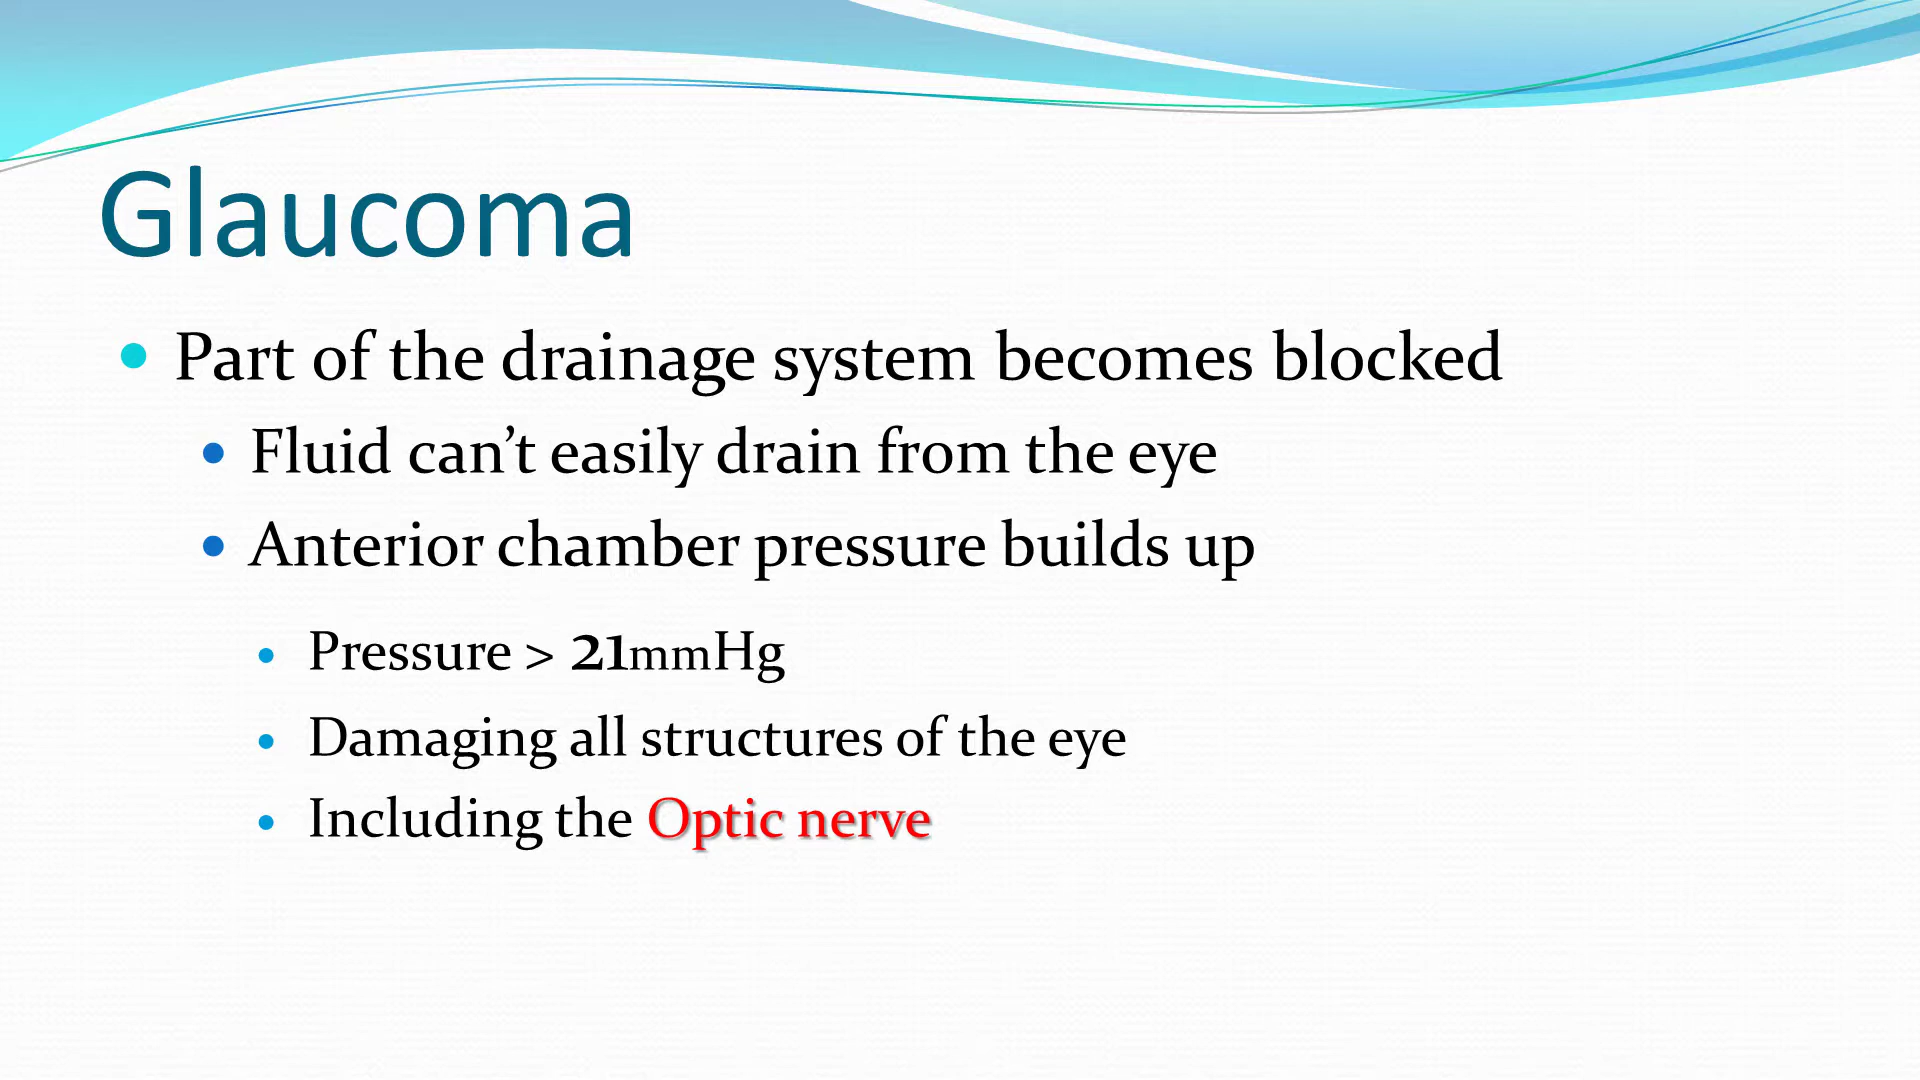 Glaucoma
• Part of the drainage system becomes blocked
• Fluid can’t easily drain from the eye
• Anterior chamber pressure builds up
• Pressure > 21mmHg
• Damaging all structures of the eye
• Including the Optic nerve